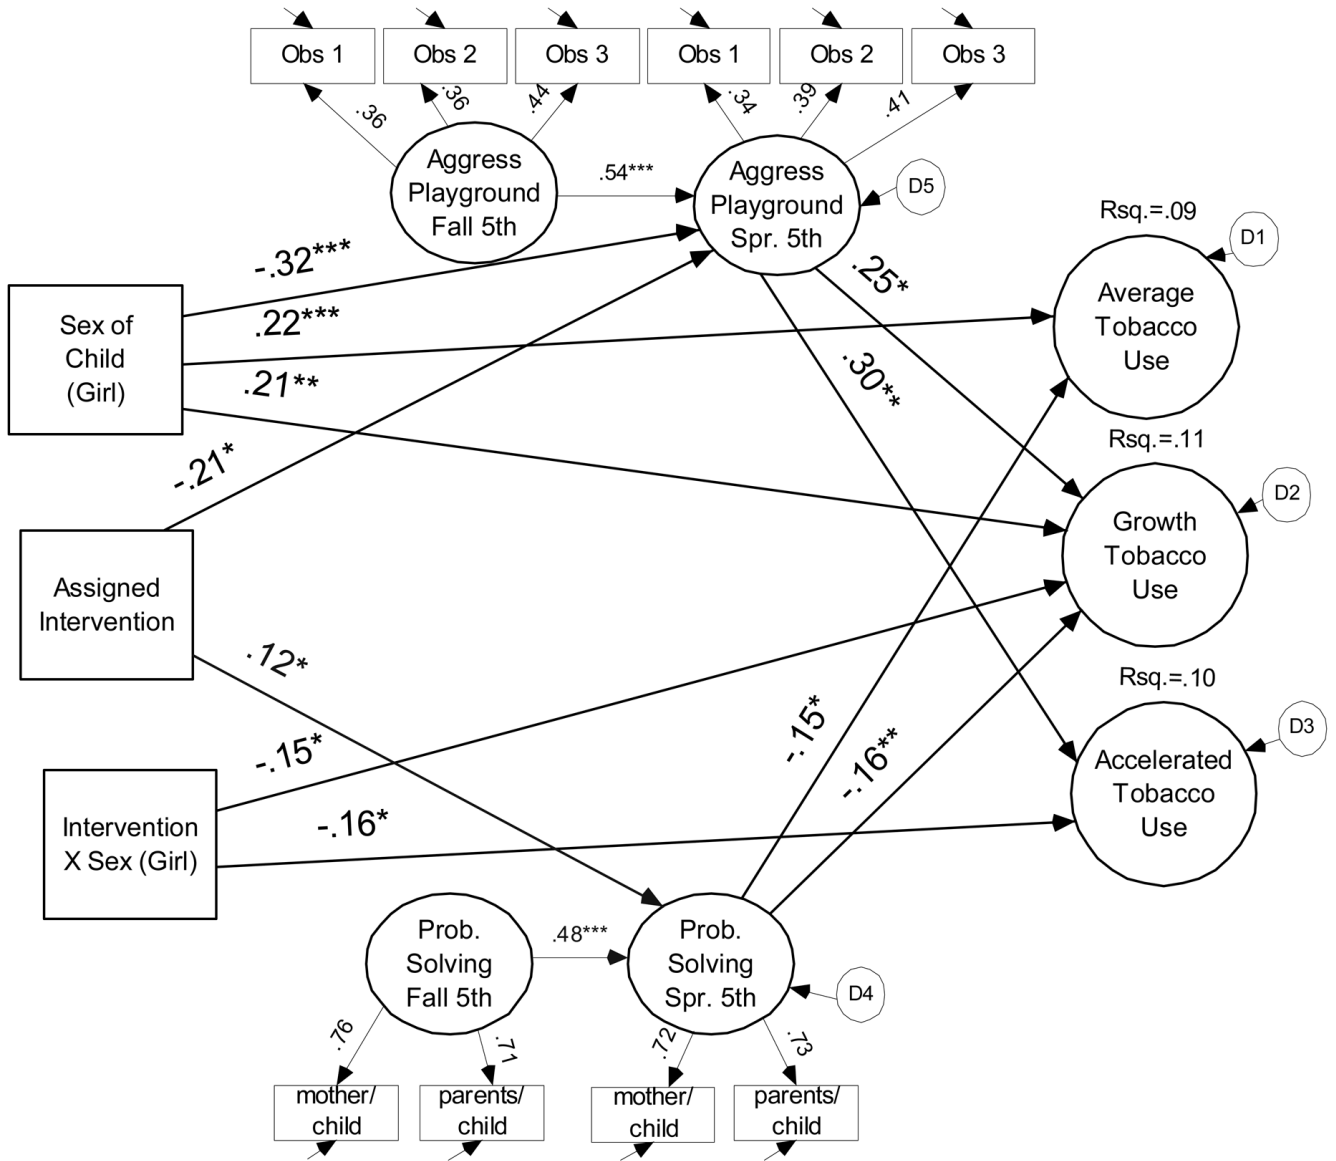 Obs 1
Obs 2
Obs 3
Obs 1
Obs 2
Obs 3
.36
.36
.44
.34
.39
.41
Aggress
Playground
Fall 5th
.54***
Aggress
Playground
Spr. 5th
D5
Rsq.=.09
D1
Average
Tobacco
Use
-.32***
.22***
.21**
Sex of
Child
(Girl)
.25*
.30**
-.21*
Rsq.=.11
D2
Growth
Tobacco
Use
Assigned
Intervention
.12*
-.15*
-.16*
Intervention
X Sex (Girl)
-.15*
-.16**
Rsq.=.10
D3
Accelerated
Tobacco
Use
Prob.
Solving
Fall 5th
.48***
Prob.
Solving
Spr. 5th
D4
.76
.71
.72
.73
mother/
child
parents/
child
mother/
child
parents/
child